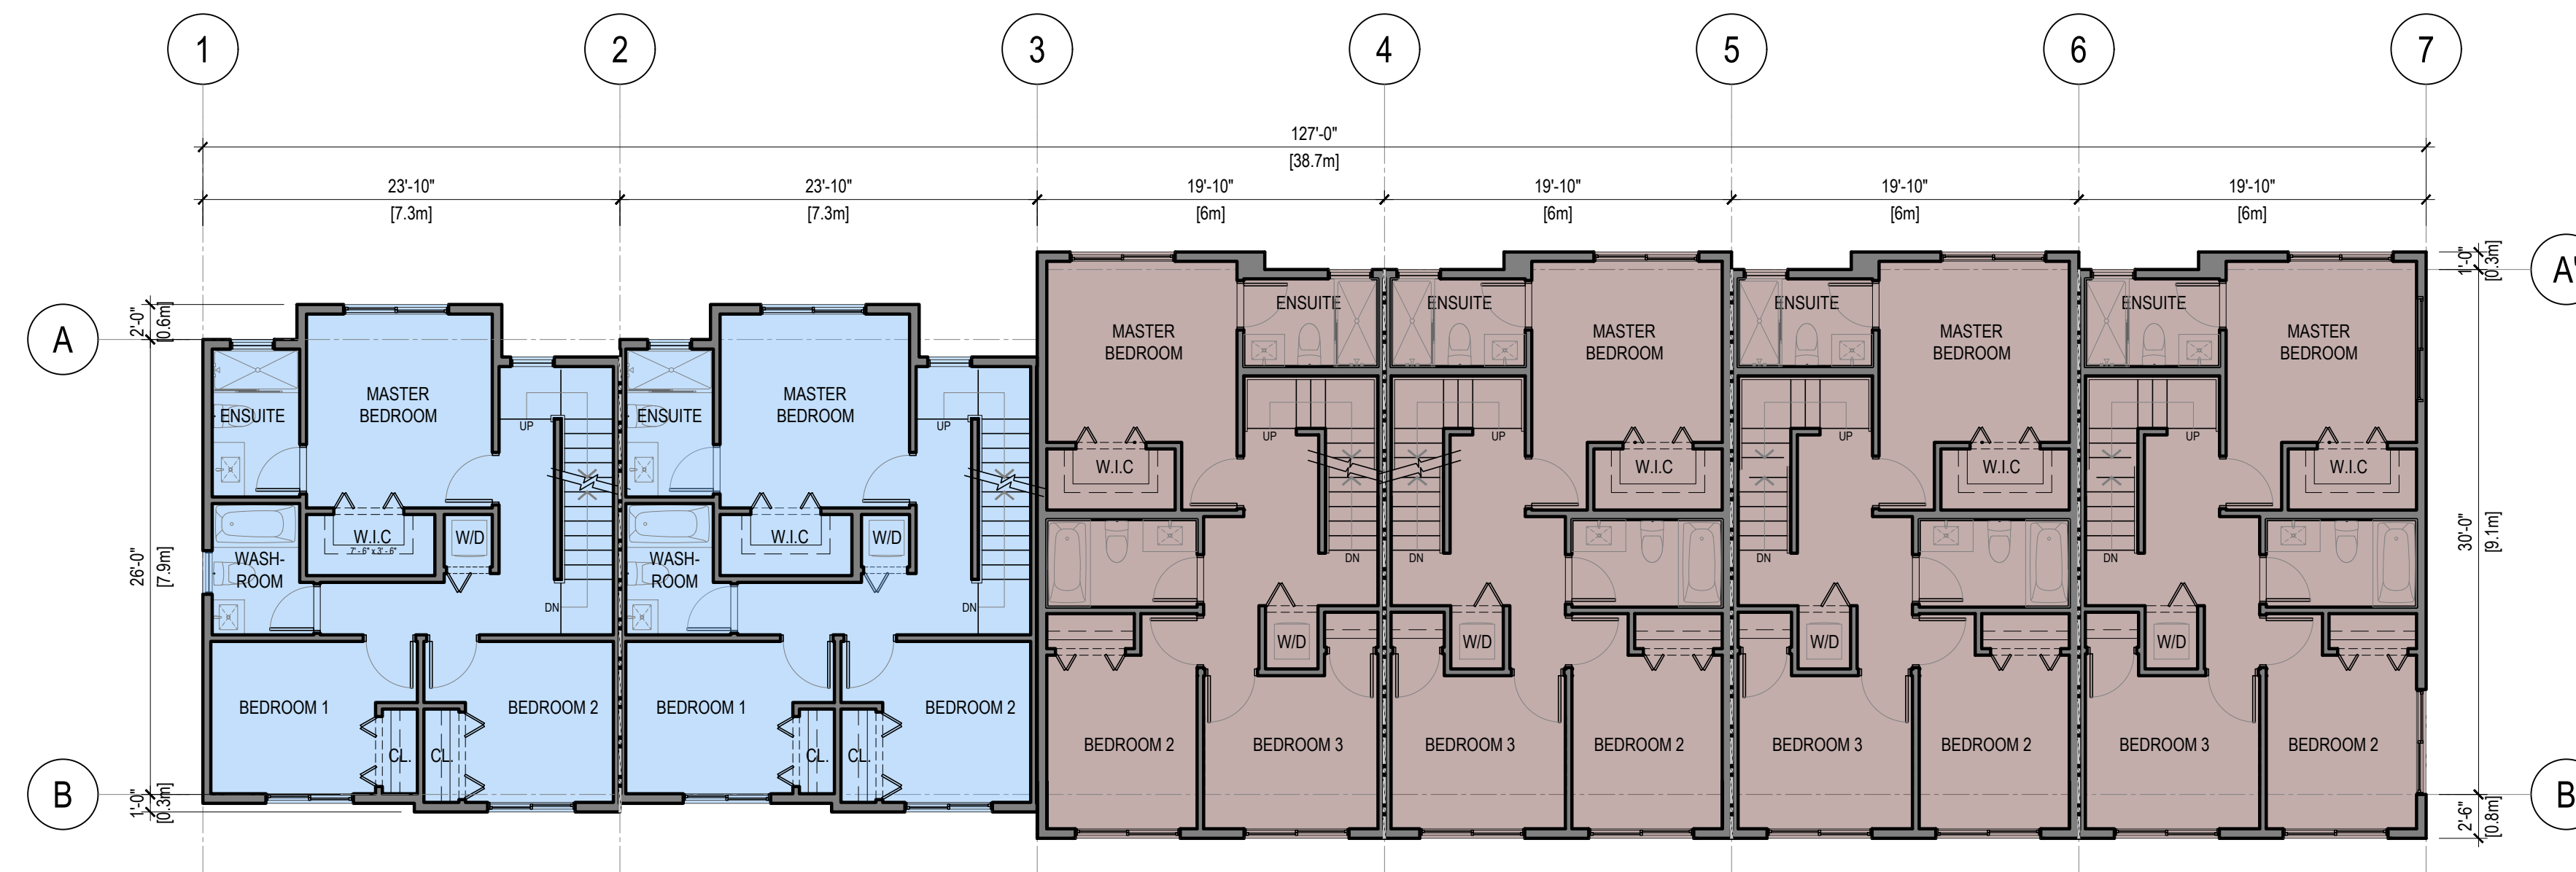 1 2 3 4 5 6 7
127'-0"
[38.7m]
23'-10" 23'-10" 19'-10" 19'-10" 19'-10" 19'-10"
[7.3m] [7.3m] [6m] [6m] [6m] [6m]
A
2'-0"
[0.6m]
26'-0"
[7.9m]
B
1'-0"
[0.3m]
ENSUITE
MASTER
BEDROOM
UP
W.I.C
7'-6" x 3'-6"
W/D
WASH-
ROOM
DN
BEDROOM 1
BEDROOM 2
CL.
CL.
ENSUITE
MASTER
BEDROOM
UP
W.I.C
W/D
WASH-
ROOM
DN
BEDROOM 1
BEDROOM 2
CL.
CL.
MASTER
BEDROOM
ENSUITE
UP
W.I.C
DN
W/D
BEDROOM 2
BEDROOM 3
ENSUITE
MASTER
BEDROOM
UP
W.I.C
DN
W/D
BEDROOM 3
BEDROOM 2
ENSUITE
MASTER
BEDROOM
UP
W.I.C
DN
W/D
BEDROOM 3
BEDROOM 2
ENSUITE
MASTER
BEDROOM
UP
W.I.C
DN
W/D
BEDROOM 3
BEDROOM 2
1'-0"
[0.3m]
A'
30'-0"
[9.1m]
B
2'-6"
[0.8m]